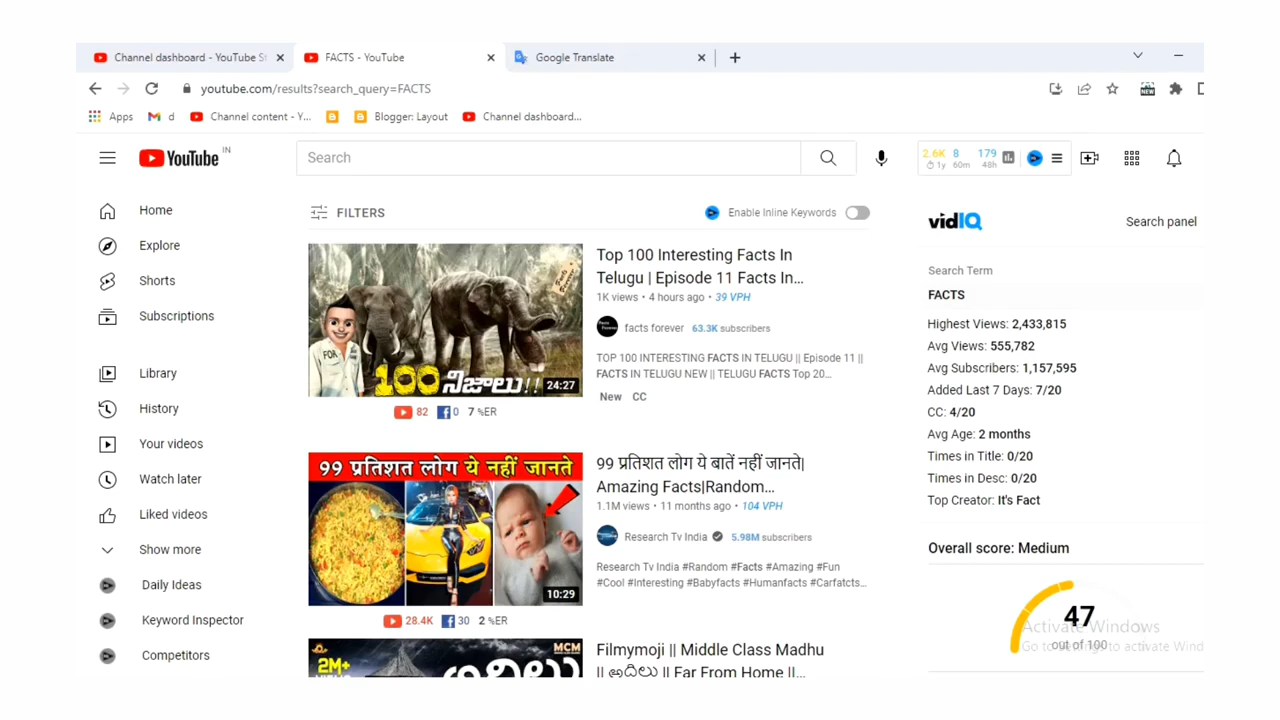 Channel dashboard - YouTube St
FACTS - YouTube
Google Translate
youtube.com/results?search_query=FACTS
NEW
Apps
d
Channel content - Y...
Blogger: Layout
Channel dashboard...
YouTube IN
Search
2.6K 8 179
1y 60m 48h
Home
Explore
Shorts
Subscriptions
Library
History
Your videos
Watch later
Liked videos
Show more
Daily Ideas
Keyword Inspector
Competitors
FILTERS
Enable Inline Keywords
FOR
100 నిజాలు!!
24:27
82 0 7 %ER
Top 100 Interesting Facts In
Telugu | Episode 11 Facts In...
1K views • 4 hours ago • 39 VPH
facts forever 63.3K subscribers
TOP 100 INTERESTING FACTS IN TELUGU || Episode 11 ||
FACTS IN TELUGU NEW || TELUGU FACTS Top 20...
New CC
99 प्रतिशत लोग ये नहीं जानते
10:29
28.4K 30 2 %ER
99 प्रतिशत लोग ये बातें नहीं जानते|
Amazing Facts|Random...
1.1M views • 11 months ago • 104 VPH
Research Tv India 5.98M subscribers
Research Tv India #Random #Facts #Amazing #Fun
#Cool #Interesting #Babyfacts #Humanfacts #Carfatcts...
2M+
MCM
Filmymoji || Middle Class Madhu
|| అదిలు || Far From Home ||...
vidIQ
Search panel
Search Term
FACTS
Highest Views: 2,433,815
Avg Views: 555,782
Avg Subscribers: 1,157,595
Added Last 7 Days: 7/20
CC: 4/20
Avg Age: 2 months
Times in Title: 0/20
Times in Desc: 0/20
Top Creator: It's Fact
Overall score: Medium
47
out of 100
Activate Windows
Go to Settings to activate Wind